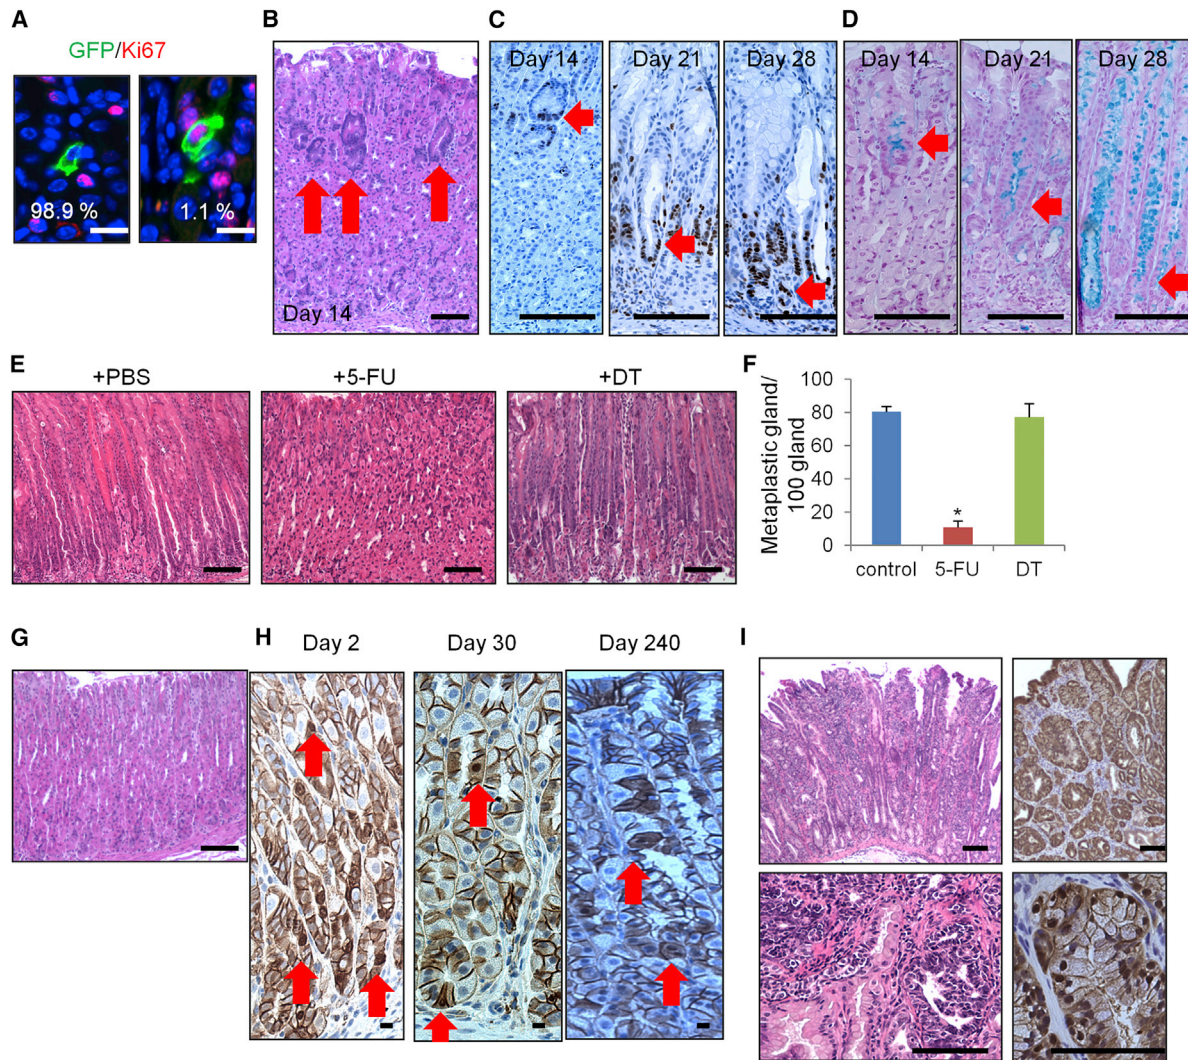 A
GFP/Ki67
98.9 %
1.1 %
B
Day 14
C
Day 14
Day 21
Day 28
D
Day 14
Day 21
Day 28
E
+PBS
+5-FU
+DT
F
Metaplastic gland/
100 gland
100
80
60
40
20
0
*
control
5-FU
DT
G
H
Day 2
Day 30
Day 240
I